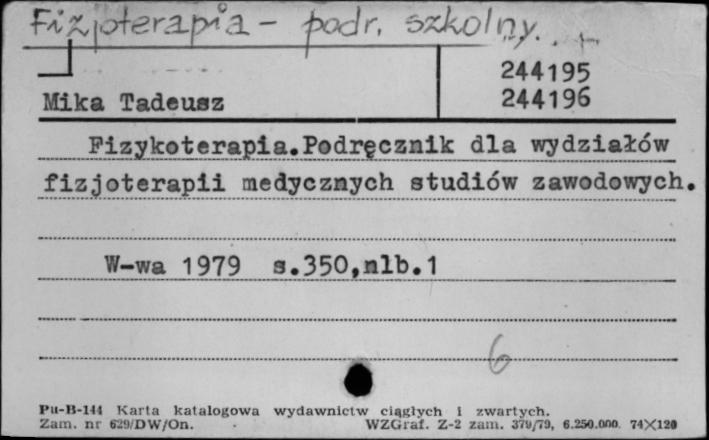 Fizjoterapia - podr. szkolny.
244195
Mika Tadeusz 244196
Fizykoterapia.Podręcznik dla wydziałów
fizjoterapii medycznych studiów zawodowych.
W-wa 1979 s.350,nlb.1
6
Pu-B-144 Karta katalogowa wydawnictw ciągłych i zwartych.
Zam. nr 629/DW/On. WZGraf. Z-2 zam. 379/79, 6.250.000. 74×120